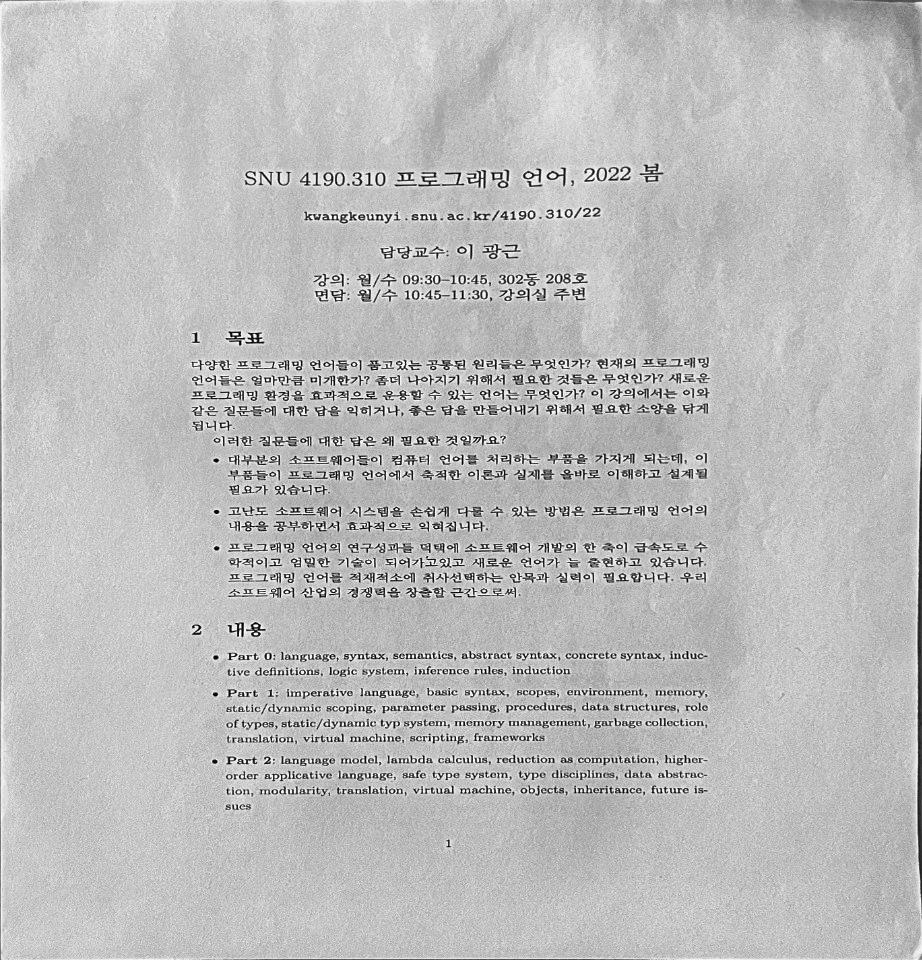 SNU 4190.310 프로그래밍 언어, 2022 봄
kwangkeunyi.snu.ac.kr/4190.310/22
담당교수: 이 광근
강의: 월/수 09:30–10:45, 302동 208호
면담: 월/수 10:45–11:30, 강의실 주변
1 목표
다양한 프로그래밍 언어들이 품고있는 공통된 원리들은 무엇인가? 현재의 프로그래밍
언어들은 얼마만큼 미개한가? 좀더 나아지기 위해서 필요한 것들은 무엇인가? 새로운
프로그래밍 환경을 효과적으로 운용할 수 있는 언어는 무엇인가? 이 강의에서는 이와
같은 질문들에 대한 답을 익히거나, 좋은 답을 만들어내기 위해서 필요한 소양을 닦게
됩니다.
이러한 질문들에 대한 답은 왜 필요한 것일까요?
• 대부분의 소프트웨어들이 컴퓨터 언어를 처리하는 부품을 가지게 되는데, 이
부품들이 프로그래밍 언어에서 축적한 이론과 실재를 올바로 이해하고 설계될
필요가 있습니다.
• 고난도 소프트웨어 시스템을 손쉽게 다룰 수 있는 방법은 프로그래밍 언어의
내용을 공부하면서 효과적으로 익혀집니다.
• 프로그래밍 언어의 연구성과들 덕택에 소프트웨어 개발의 한 축이 급속도로 수
학적이고 엄밀한 기술이 되어가고있고 새로운 언어가 늘 출현하고 있습니다.
프로그래밍 언어를 적재적소에 취사선택하는 안목과 실력이 필요합니다. 우리
소프트웨어 산업의 경쟁력을 창출할 근간으로써.
2 내용
• Part 0: language, syntax, semantics, abstract syntax, concrete syntax, induc-
tive definitions, logic system, inference rules, induction
• Part 1: imperative language, basic syntax, scopes, environment, memory,
static/dynamic scoping, parameter passing, procedures, data structures, role
of types, static/dynamic typ system, memory management, garbage collection,
translation, virtual machine, scripting, frameworks
• Part 2: language model, lambda calculus, reduction as computation, higher-
order applicative language, safe type system, type disciplines, data abstrac-
tion, modularity, translation, virtual machine, objects, inheritance, future is-
sues
1